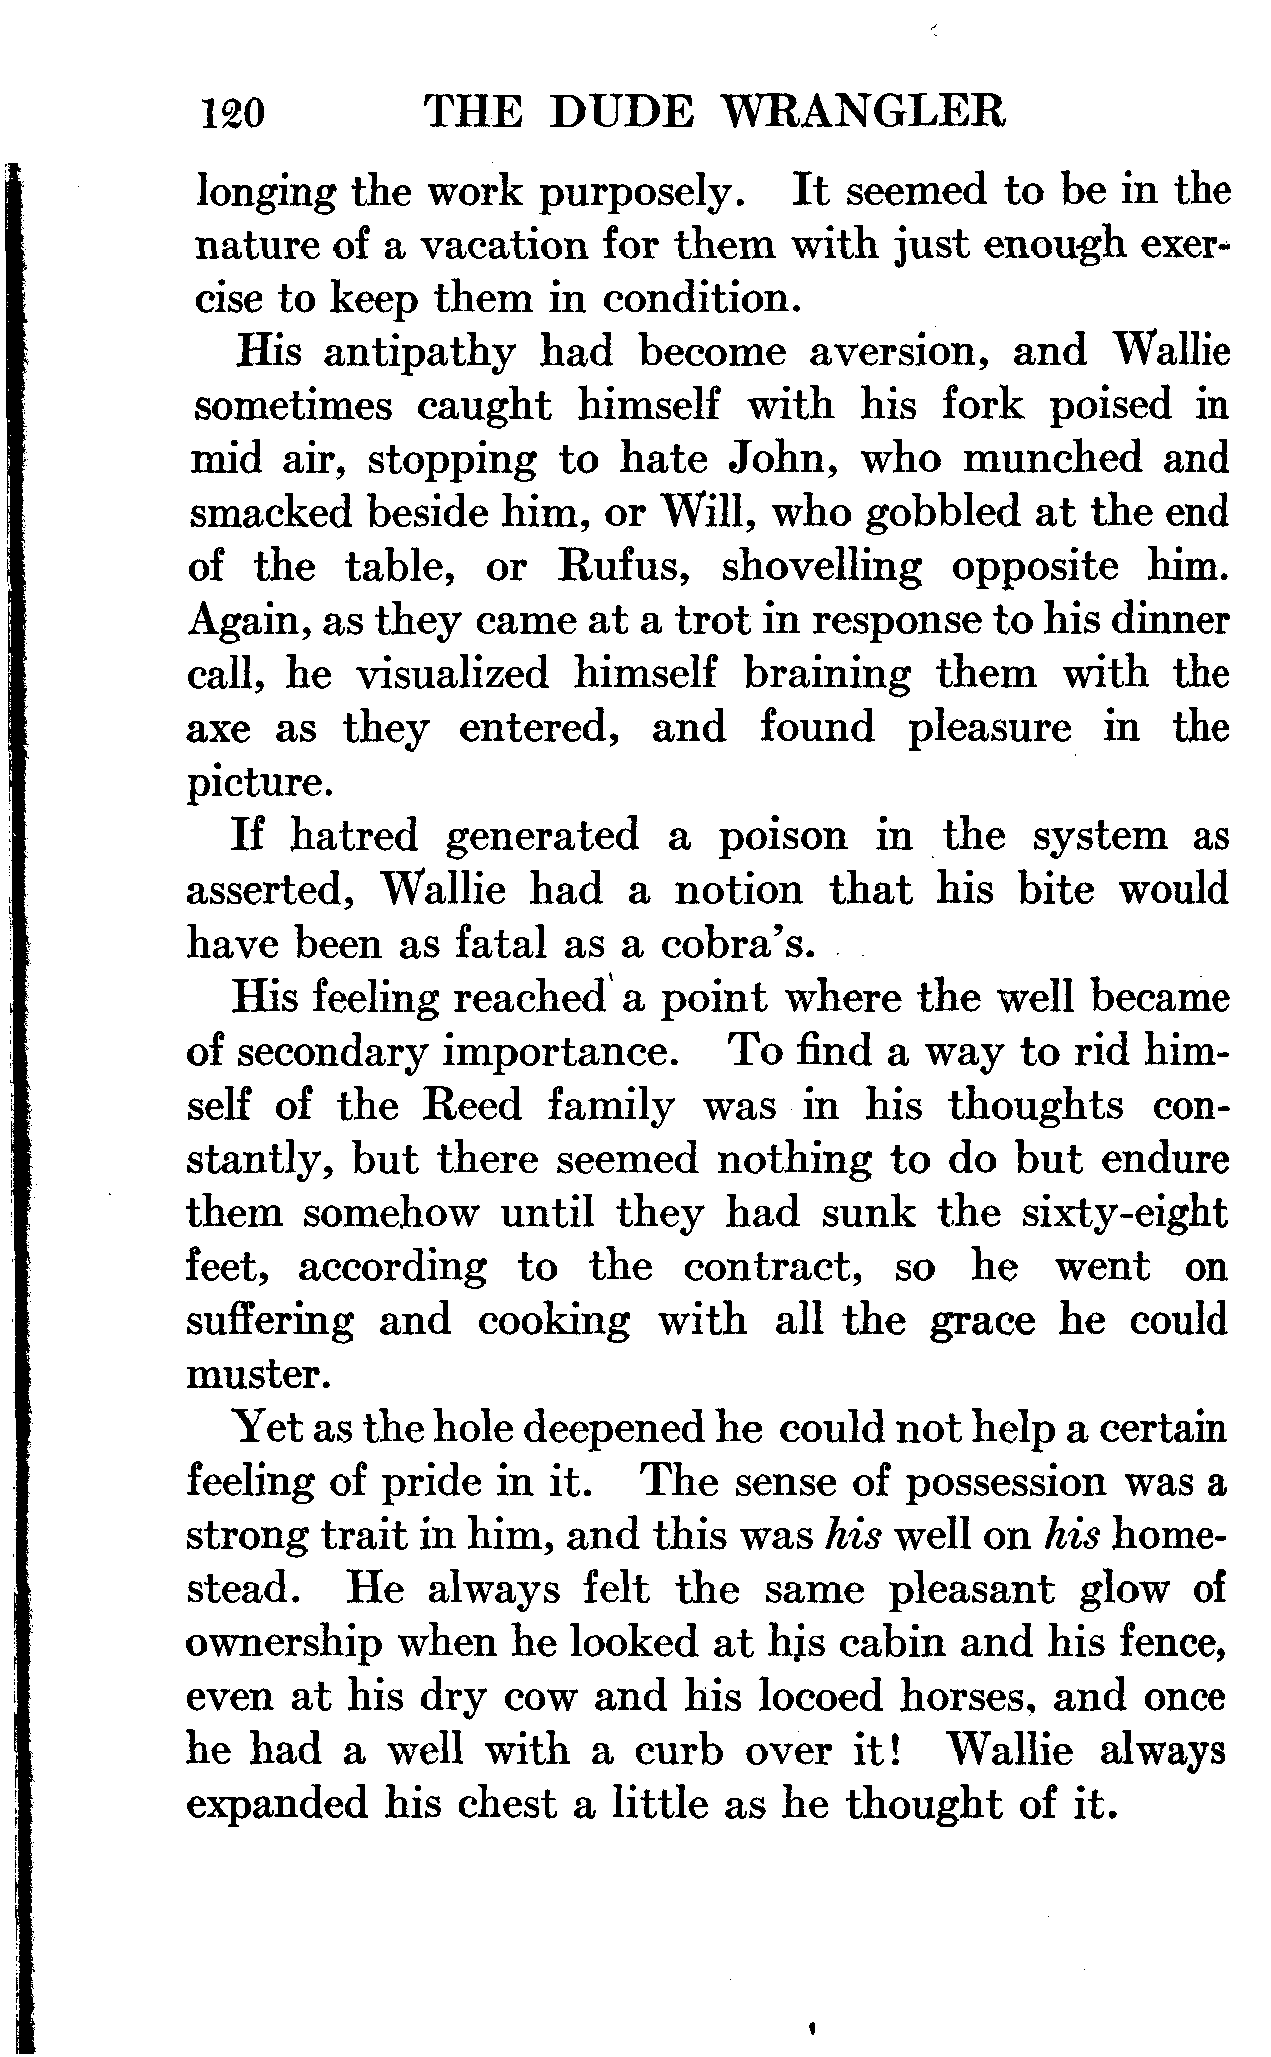 120 THE DUDE WRANGLER
longing the work purposely. It seemed to be in the
nature of a vacation for them with just enough exer-
cise to keep them in condition.
His antipathy had become aversion, and Wallie
sometimes caught himself with his fork poised in
mid air, stopping to hate John, who munched and
smacked beside him, or Will, who gobbled at the end
of the table, or Rufus, shovelling opposite him.
Again, as they came at a trot in response to his dinner
call, he visualized himself braining them with the
axe as they entered, and found pleasure in the
picture.
If hatred generated a poison in the system as
asserted, Wallie had a notion that his bite would
have been as fatal as a cobra's.
His feeling reached a point where the well became
of secondary importance. To find a way to rid him-
self of the Reed family was in his thoughts con-
stantly, but there seemed nothing to do but endure
them somehow until they had sunk the sixty-eight
feet, according to the contract, so he went on
suffering and cooking with all the grace he could
muster.
Yet as the hole deepened he could not help a certain
feeling of pride in it. The sense of possession was a
strong trait in him, and this was his well on his home-
stead. He always felt the same pleasant glow of
ownership when he looked at his cabin and his fence,
even at his dry cow and his locoed horses, and once
he had a well with a curb over it! Wallie always
expanded his chest a little as he thought of it.